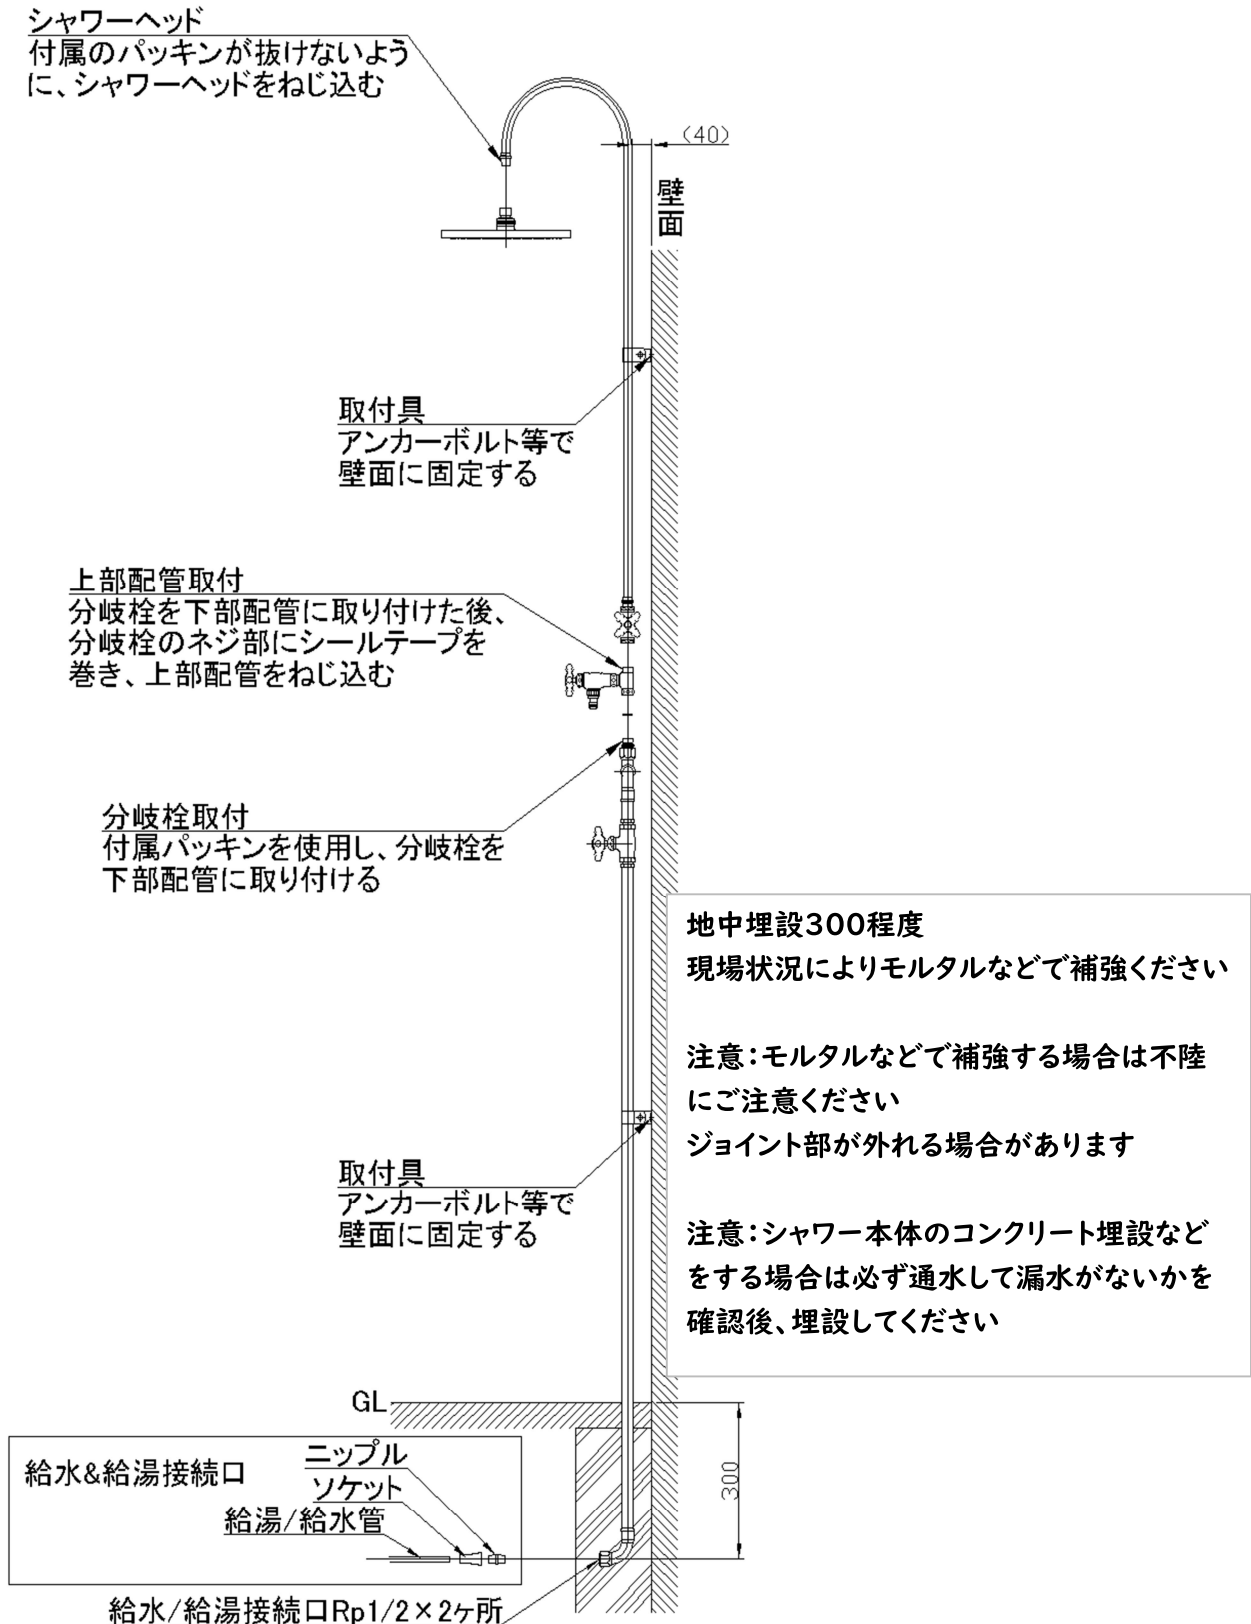 シャワーヘッド
付属のパッキンが抜けないよう
に、シャワーヘッドをねじ込む
(40)
壁面
取付具
アンカーボルト等で
壁面に固定する
上部配管取付
分岐栓を下部配管に取り付けた後、
分岐栓のネジ部にシールテープを
巻き、上部配管をねじ込む
分岐栓取付
付属パッキンを使用し、分岐栓を
下部配管に取り付ける
地中埋設300程度
現場状況によりモルタルなどで補強ください
注意：モルタルなどで補強する場合は不陸
にご注意ください
ジョイント部が外れる場合があります
注意：シャワー本体のコンクリート埋設など
をする場合は必ず通水して漏水がないかを
確認後、埋設してください
取付具
アンカーボルト等で
壁面に固定する
GL
300
給水&給湯接続口
ニップル
ソケット
給湯/給水管
給水/給湯接続口Rp1/2×2ヶ所